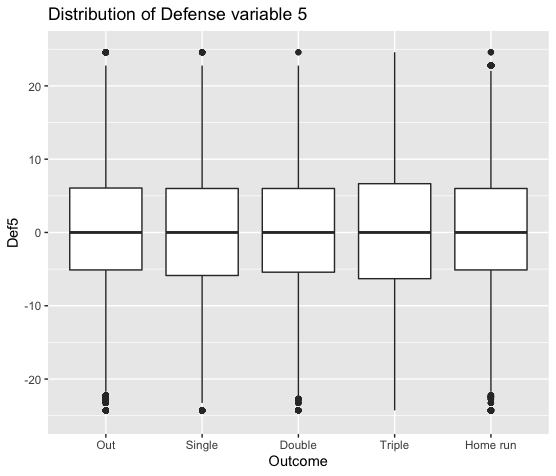 Distribution of Defense variable 5
Def5
20
10
0
-10
-20
Out Single Double Triple Home run
Outcome